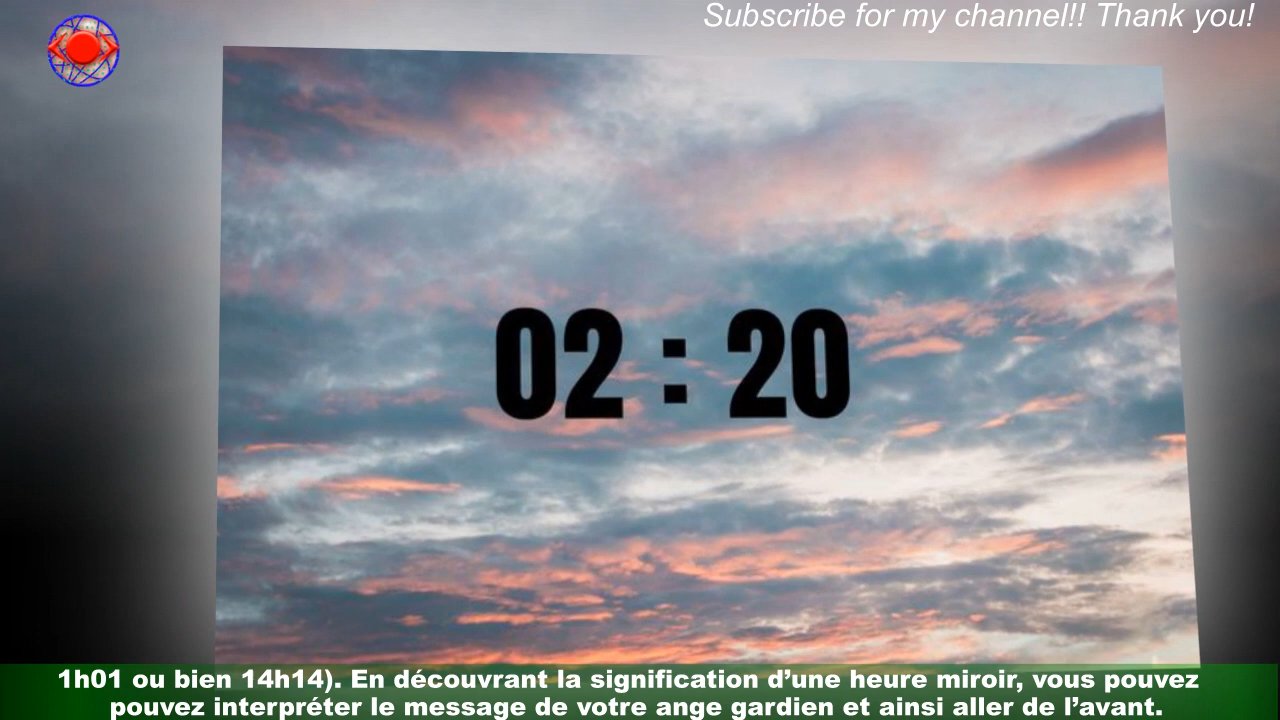 Subscribe for my channel!! Thank you!
02 : 20
1h01 ou bien 14h14). En découvrant la signification d’une heure miroir, vous pouvez
pouvez interpréter le message de votre ange gardien et ainsi aller de l’avant.